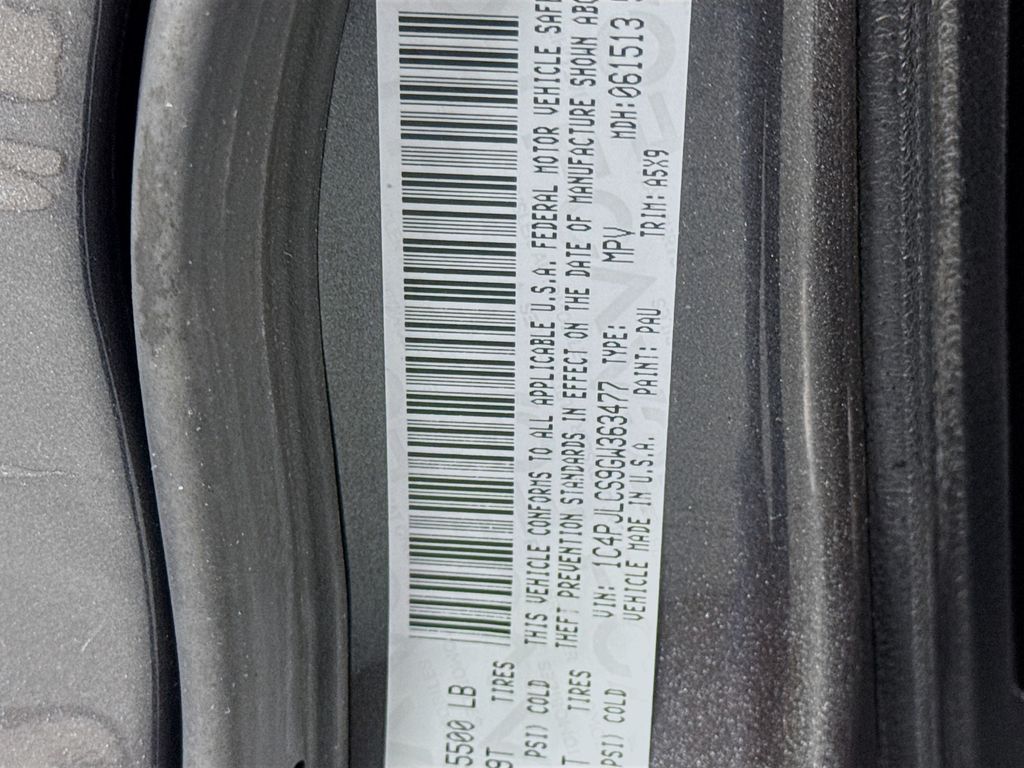 5500 LB
9T TIRES
PSI) COLD
T TIRES
PSI) COLD
THIS VEHICLE CONFORMS TO ALL APPLICABLE U.S.A. FEDERAL MOTOR VEHICLE
THEFT PREVENTION STANDARDS IN EFFECT ON THE DATE OF MANUFACTURE SHOWN
VIN: 1C4PJLCS9GW363477 TYPE: MPV MDH:061513
VEHICLE MADE IN U.S.A. PAINT: PAU TRIM: A5X9